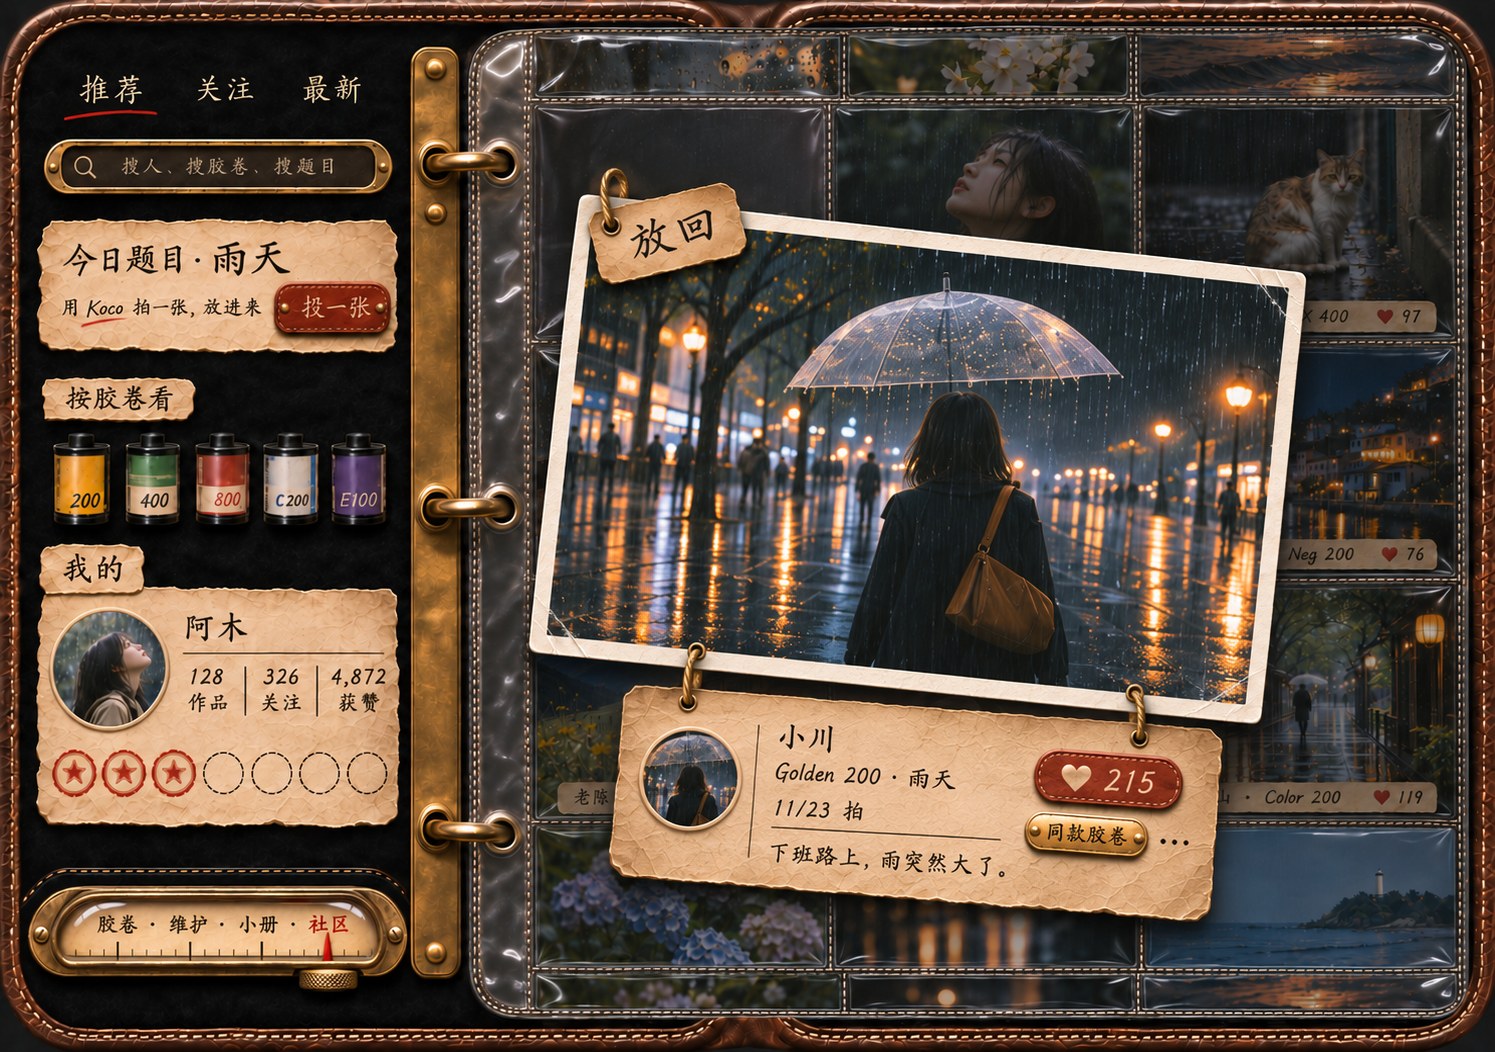 推荐 关注 最新
搜人、搜胶卷、搜题目
今日题目·雨天
用 Koco 拍一张, 放进来
投一张
按胶卷看
200
400
800
C200
E100
我的
阿木
128 326 4,872
作品 关注 获赞
胶卷 · 维护 · 小册 · 社区
放回
X 400 97
Neg 200 76
小川
Golden 200 · 雨天
11/23 拍
下班路上, 雨突然大了。
215
同款胶卷
...
老陈
· Color 200 119